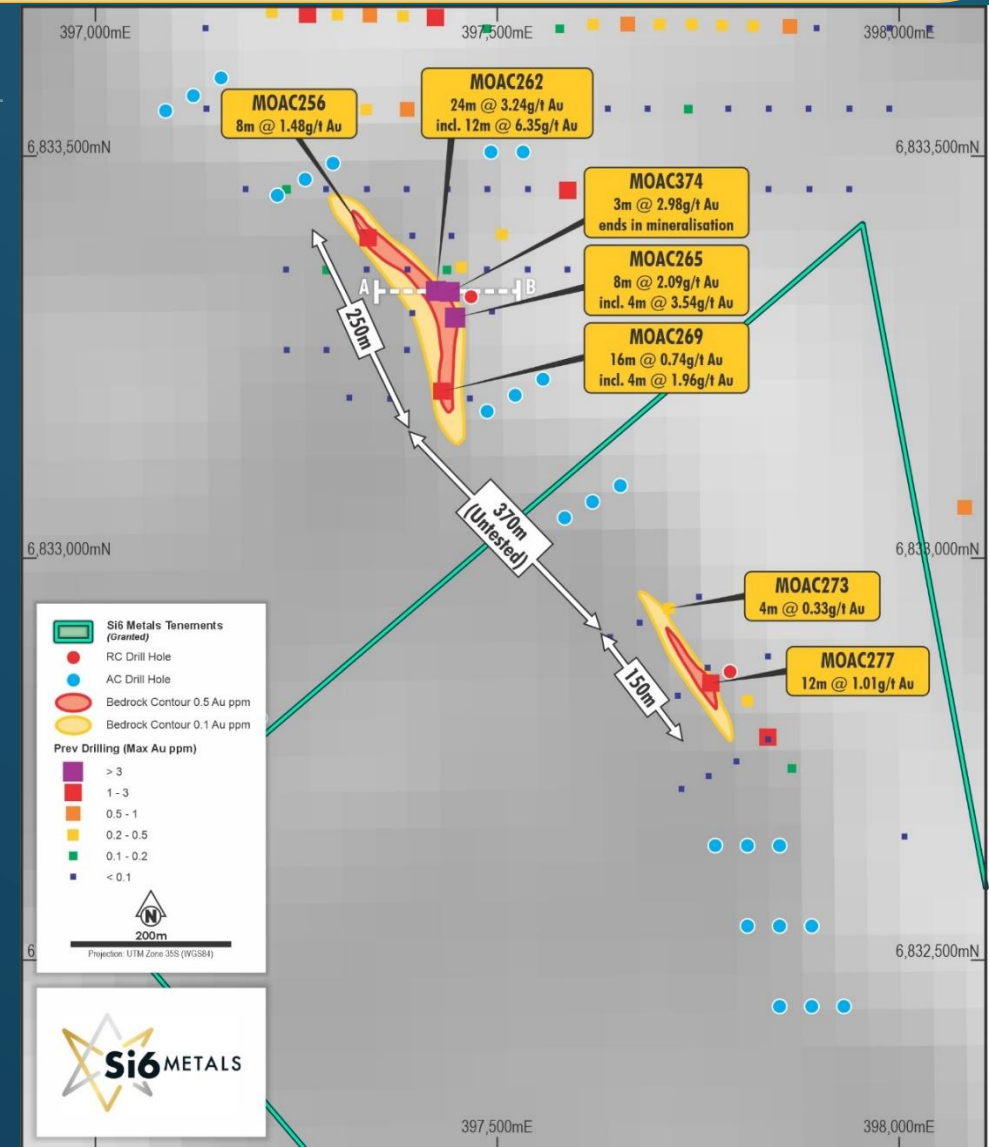 397,000mE
397,500mE
398,000mE
MOAC256
8m @ 1.48g/t Au
MOAC262
24m @ 3.24g/t Au
incl. 12m @ 6.35g/t Au
6,833,500mN
6,833,500mN
MOAC374
3m @ 2.98g/t Au
ends in mineralisation
MOAC265
8m @ 2.09g/t Au
incl. 4m @ 3.54g/t Au
A
B
250m
MOAC269
16m @ 0.74g/t Au
incl. 4m @ 1.96g/t Au
370m
(Untested)
6,833,000mN
6,833,000mN
MOAC273
4m @ 0.33g/t Au
MOAC277
12m @ 1.01g/t Au
150m
Si6 Metals Tenements
(Granted)
RC Drill Hole
AC Drill Hole
Bedrock Contour 0.5 Au ppm
Bedrock Contour 0.1 Au ppm
Prev Drilling (Max Au ppm)
> 3
1 - 3
0.5 - 1
0.2 - 0.5
0.1 - 0.2
< 0.1
N
200m
Projection: UTM Zone 35S (WGS84)
6
6,832,500mN
Si6 METALS
397,500mE
398,000mE